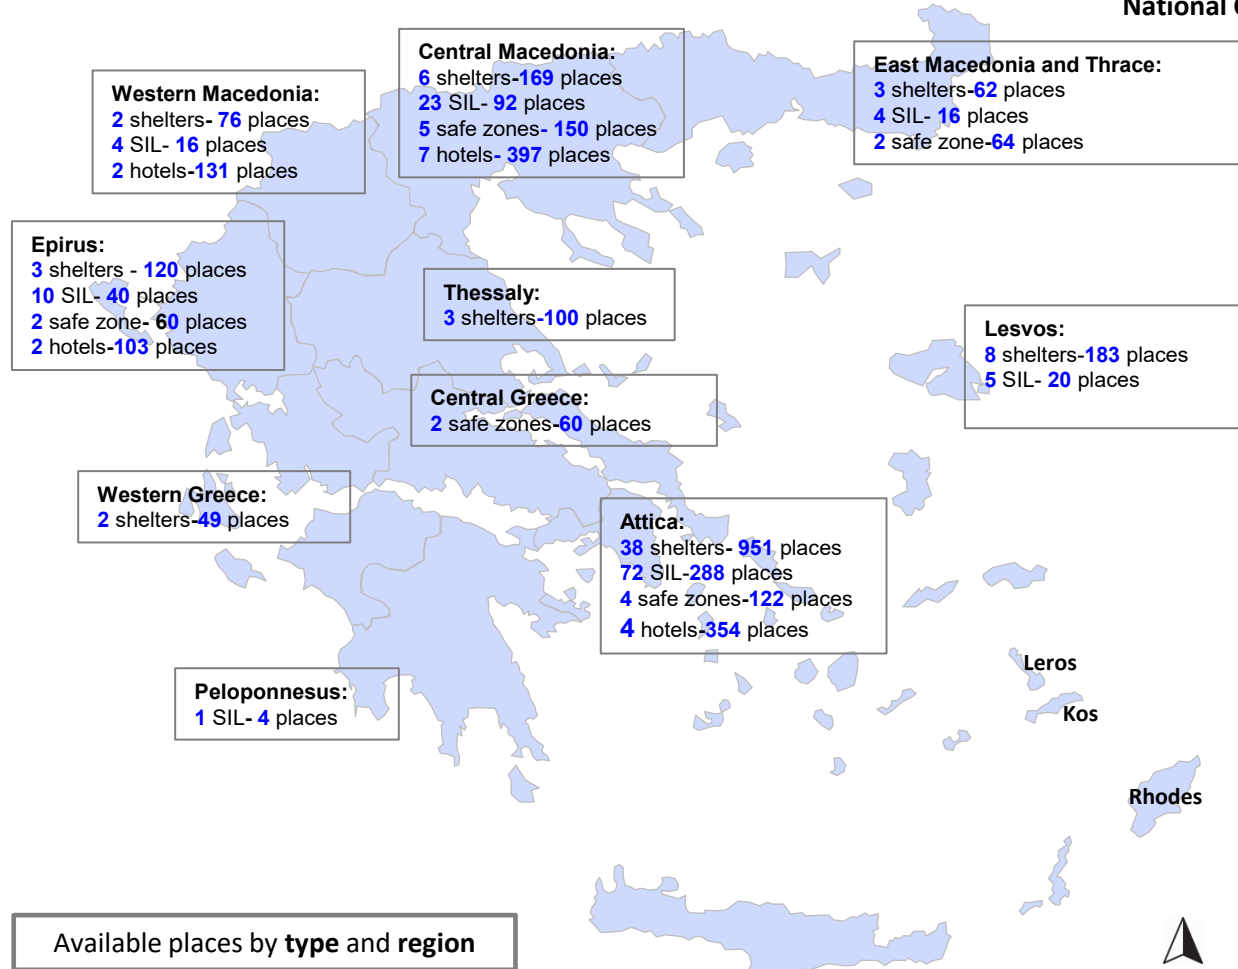 National
Central Macedonia:
6 shelters-169 places
23 SIL- 92 places
5 safe zones- 150 places
7 hotels- 397 places
East Macedonia and Thrace:
3 shelters-62 places
4 SIL- 16 places
2 safe zone-64 places
Western Macedonia:
2 shelters- 76 places
4 SIL- 16 places
2 hotels-131 places
Epirus:
3 shelters - 120 places
10 SIL- 40 places
2 safe zone- 60 places
2 hotels-103 places
Thessaly:
3 shelters-100 places
Lesvos:
8 shelters-183 places
5 SIL- 20 places
Central Greece:
2 safe zones-60 places
Western Greece:
2 shelters-49 places
Attica:
38 shelters- 951 places
72 SIL-288 places
4 safe zones-122 places
4 hotels-354 places
Leros
Kos
Peloponnesus:
1 SIL- 4 places
Rhodes
Available places by type and region